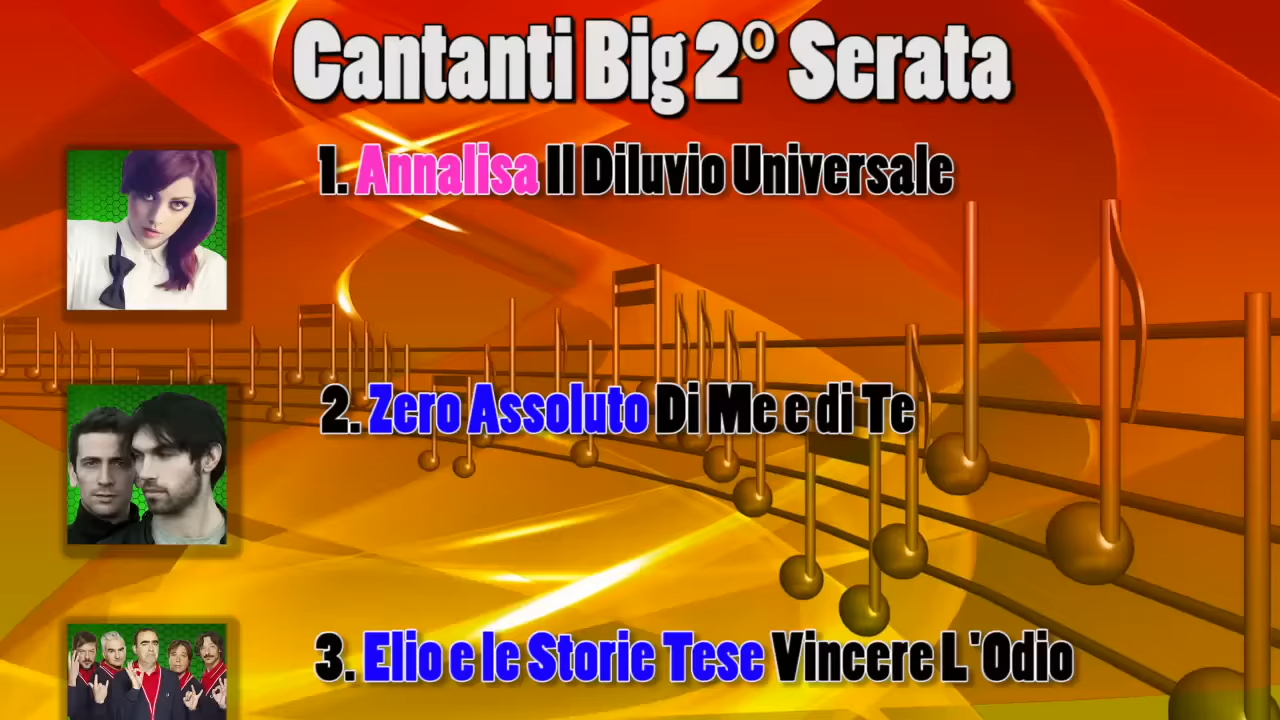 Cantanti Big 2° Serata
1. Annalisa Il Diluvio Universale
2. Zero Assoluto Di Me e di Te
3. Elio e le Storie Tese Vincere L'Odio